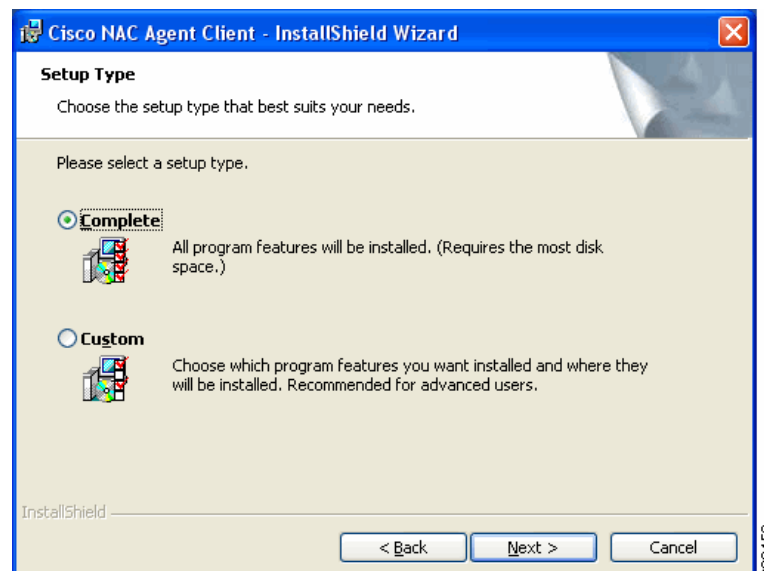 Cisco NAC Agent Client - InstallShield Wizard
Setup Type
Choose the setup type that best suits your needs.
Please select a setup type.
Complete
All program features will be installed. (Requires the most disk
space.)
Custom
Choose which program features you want installed and where they
will be installed. Recommended for advanced users.
InstallShield
< Back
Next >
Cancel